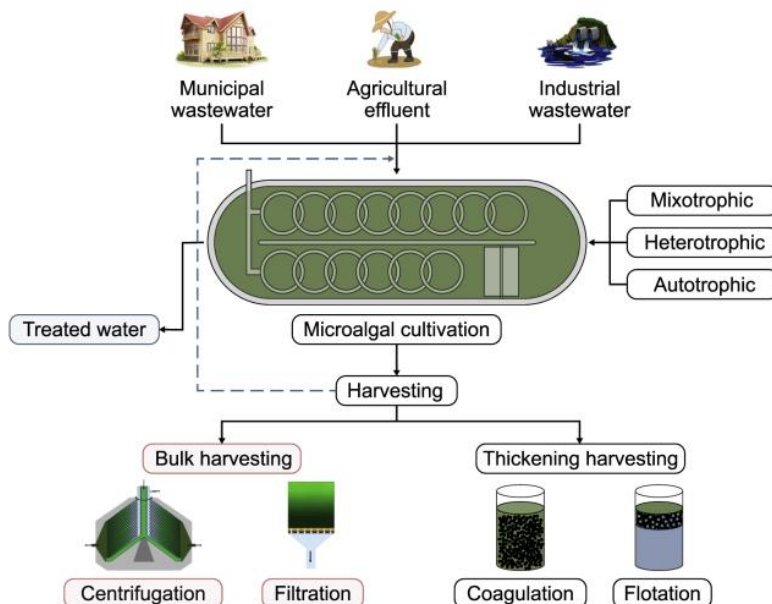 Municipal
wastewater
Agricultural
effluent
Industrial
wastewater
Mixotrophic
Heterotrophic
Autotrophic
Treated water
Microalgal cultivation
Harvesting
Bulk harvesting
Thickening harvesting
Centrifugation
Filtration
Coagulation
Flotation